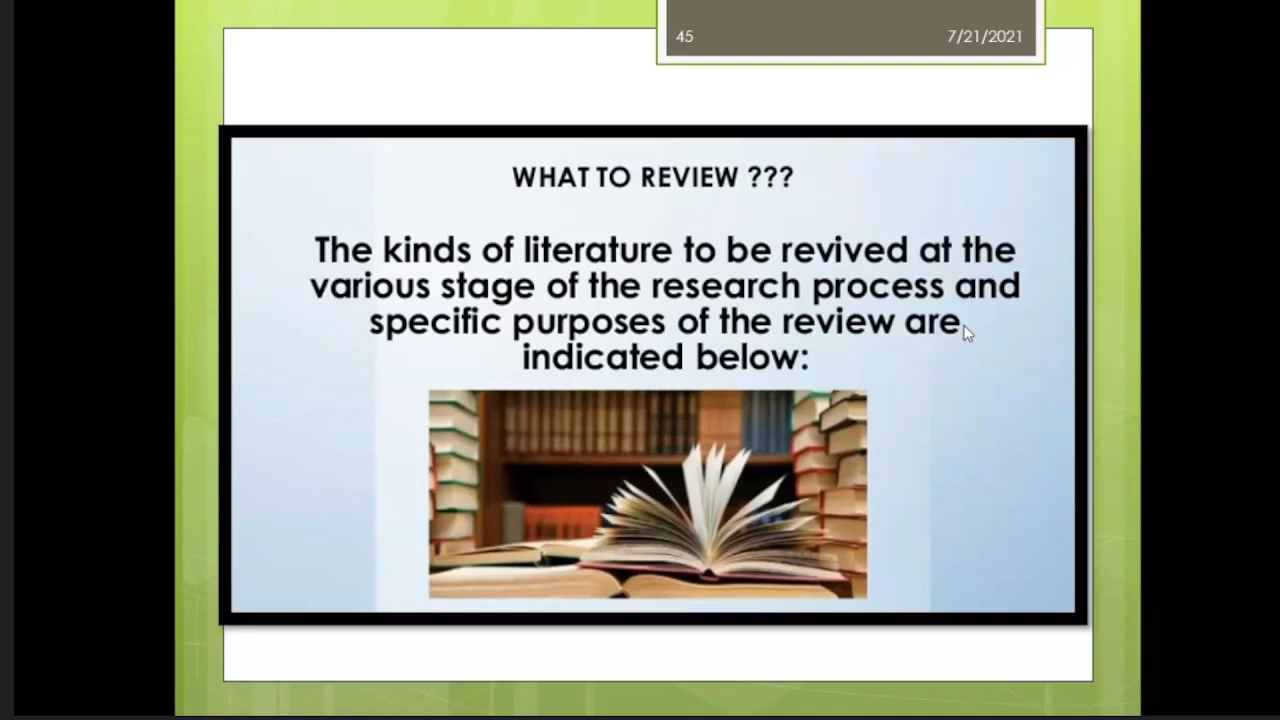 45
7/21/2021
WHAT TO REVIEW ???
The kinds of literature to be revived at the
various stage of the research process and
specific purposes of the review are
indicated below: